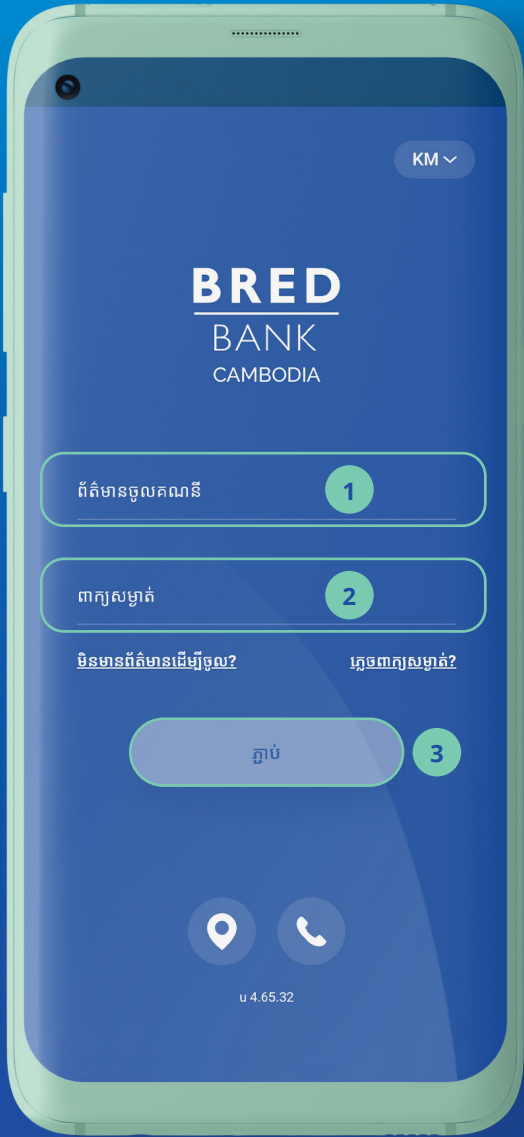 KM
BRED
BANK
CAMBODIA
ព័ត៌មានចូលគណនី
1
ពាក្យសម្ងាត់
2
មិនមានព័ត៌មានដើម្បីចូល? ភ្លេចពាក្យសម្ងាត់?
ភ្ជាប់
3
u 4.65.32